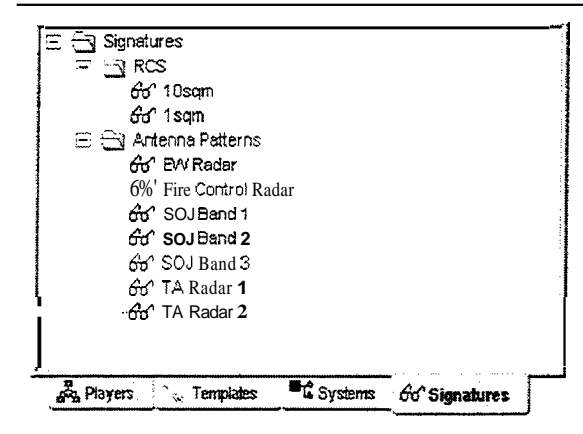 Signatures
RCS
10sqm
1sqm
Antenna Patterns
EW Radar
6%' Fire Control Radar
SOJ Band 1
SOJ Band 2
SOJ Band 3
TA Radar 1
TA Radar 2
Players Templates Systems Signatures